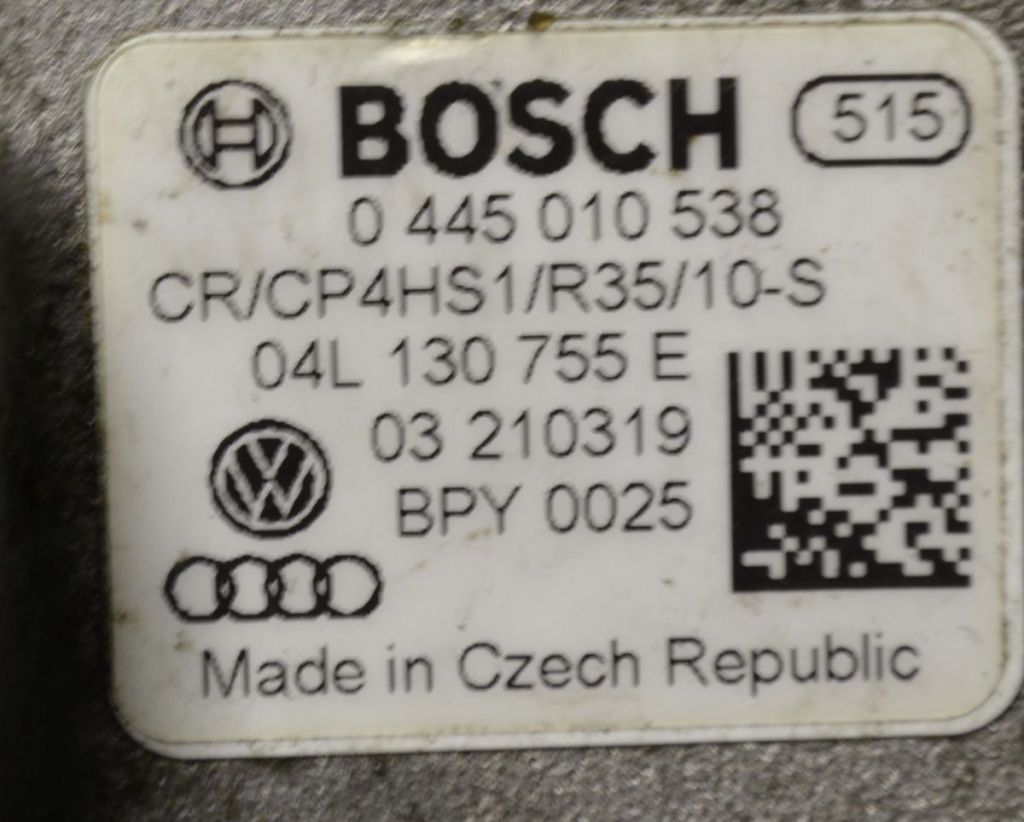 BOSCH 515
0 445 010 538
CR/CP4HS1/R35/10-S
04L 130 755 E
03 210319
BPY 0025
Made in Czech Republic